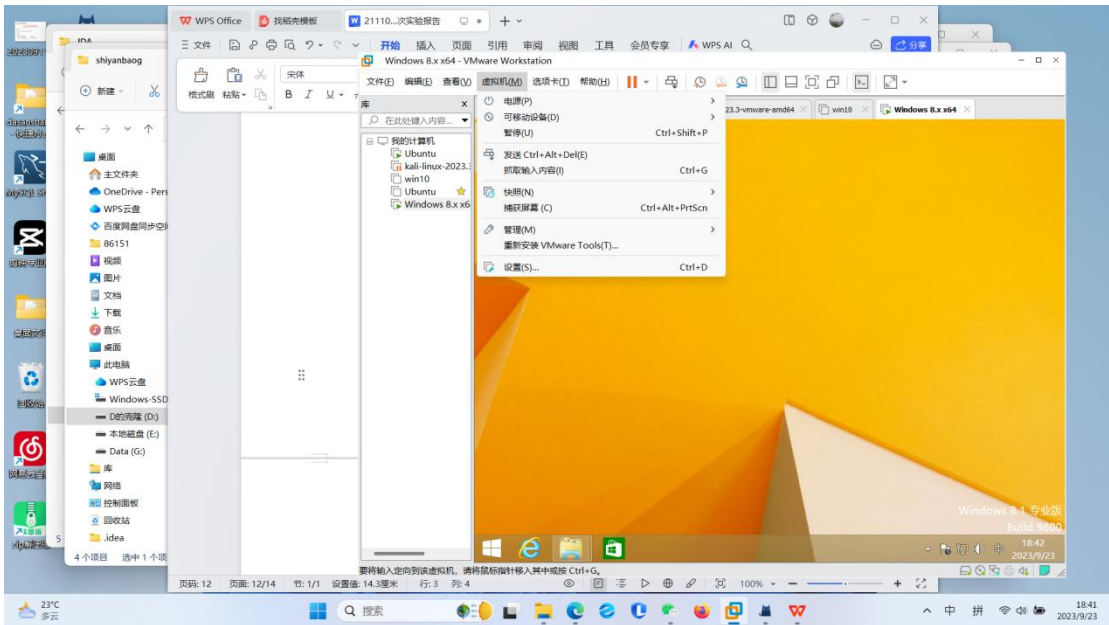 WPS Office 找稻壳模板 21110...次实验报告
IDA
三 文件 开始 插入 页面 引用 审阅 视图 工具 会员专享 WPS AI 分享
shiyanbaog
新建
格式刷 粘贴 宋体
B I U
Windows 8.x x64 - VMware Workstation
文件(F) 编辑(E) 查看(V) 虚拟机(M) 选项卡(T) 帮助(H)
库 x
在此处键入内容...
我的计算机
Ubuntu
kali-linux-2023.3
win10
Ubuntu
Windows 8.x x6
23.3-vmware-amd64 win10 Windows 8.x x64
电源(P)
可移动设备(D)
暂停(U) Ctrl+Shift+P
发送 Ctrl+Alt+Del(E)
抓取输入内容(I) Ctrl+G
快照(N)
捕获屏幕 (C) Ctrl+Alt+PrtScn
管理(M)
重新安装 VMware Tools(T)...
设置(S)... Ctrl+D
桌面
主文件夹
OneDrive - Pers
WPS云盘
百度网盘同步空间
86151
视频
图片
文档
下载
音乐
桌面
此电脑
WPS云盘
Windows-SSD
D的克隆 (D:)
本地磁盘 (E:)
Data (G:)
库
网络
控制面板
回收站
.idea
4个项目 选中 1 个项
MySQL
回收站
Windows 8.1 专业版
Build 9600
中 18:42
2023/9/23
要将输入定向到该虚拟机，请将鼠标指针移入其中或按 Ctrl+G。
页码: 12 页面: 12/14 节: 1/1 设置值: 14.3厘米 行: 3 列: 4 100%
23°C
多云
搜索
中 拼 18:41
2023/9/23